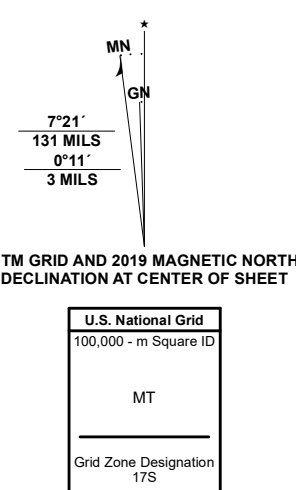 MN
GN
7°21´
131 MILS
0°11´
3 MILS
TM GRID AND 2019 MAGNETIC NORTH
DECLINATION AT CENTER OF SHEET
U.S. National Grid
100,000 - m Square ID
MT
Grid Zone Designation
17S